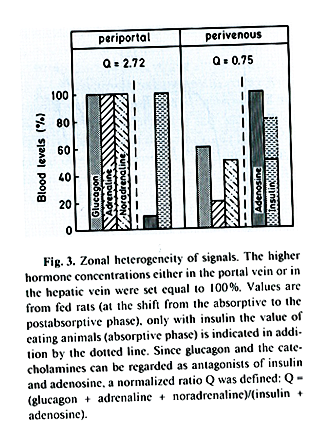 periportal perivenous
Q = 2.72 Q = 0.75
Blood levels (%)
100
80
60
40
20
0
Glucagon
Adrenaline
Noradrenaline
Adenosine
Insulin
Fig. 3. Zonal heterogeneity of signals. The higher
hormone concentrations either in the portal vein or in
the hepatic vein were set equal to 100%. Values are
from fed rats (at the shift from the absorptive to the
postabsorptive phase), only with insulin the value of
eating animals (absorptive phase) is indicated in addi-
tion by the dotted line. Since glucagon and the cate-
cholamines can be regarded as antagonists of insulin
and adenosine, a normalized ratio Q was defined: Q =
(glucagon + adrenaline + noradrenaline)/(insulin +
adenosine).